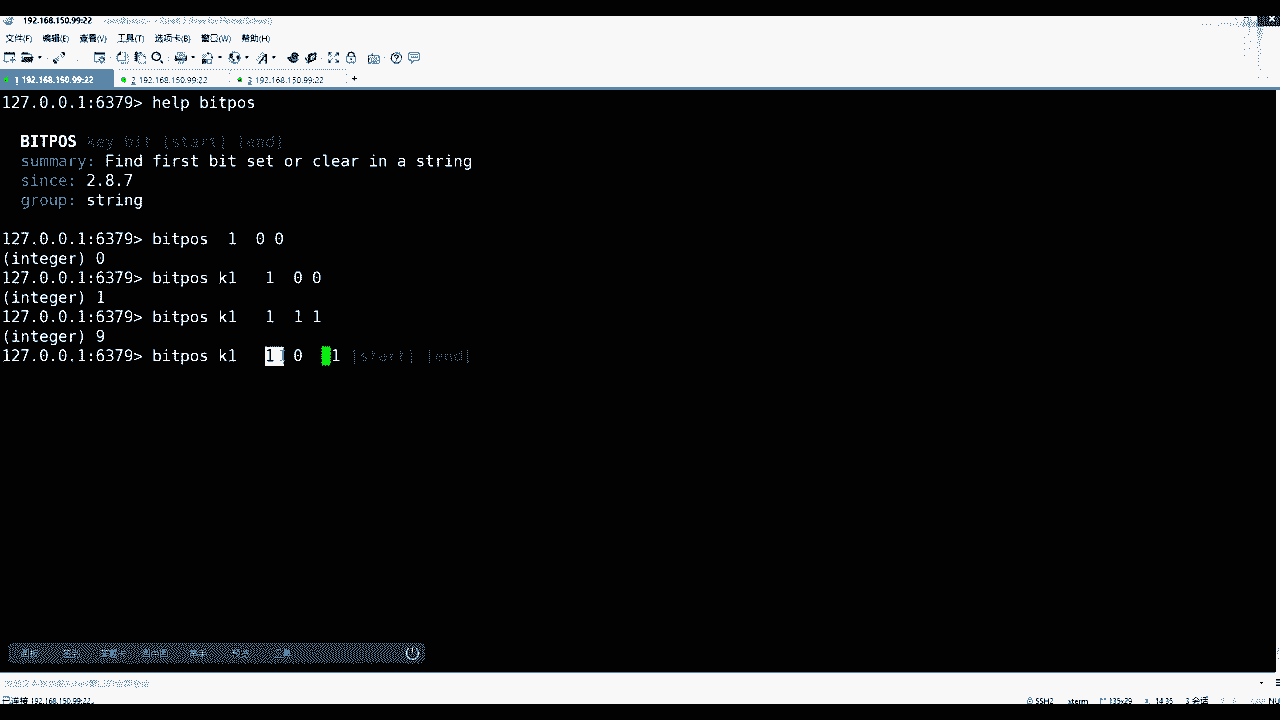 192.168.150.99:22
文件(F) 编辑(E) 查看(V) 工具(T) 选项卡(B) 窗口(W) 帮助(H)
1 192.168.150.99:22 2 192.168.150.99:22 3 192.168.150.99:22 +
127.0.0.1:6379> help bitpos
BITPOS key bit [start] [end]
summary: Find first bit set or clear in a string
since: 2.8.7
group: string
127.0.0.1:6379> bitpos 1 0 0
(integer) 0
127.0.0.1:6379> bitpos k1 1 0 0
(integer) 1
127.0.0.1:6379> bitpos k1 1 1 1
(integer) 9
127.0.0.1:6379> bitpos k1 1 0 1 [start] [end]
已连接 192.168.150.99:22。 SSH2 xterm 135x29 14,35 3 会话